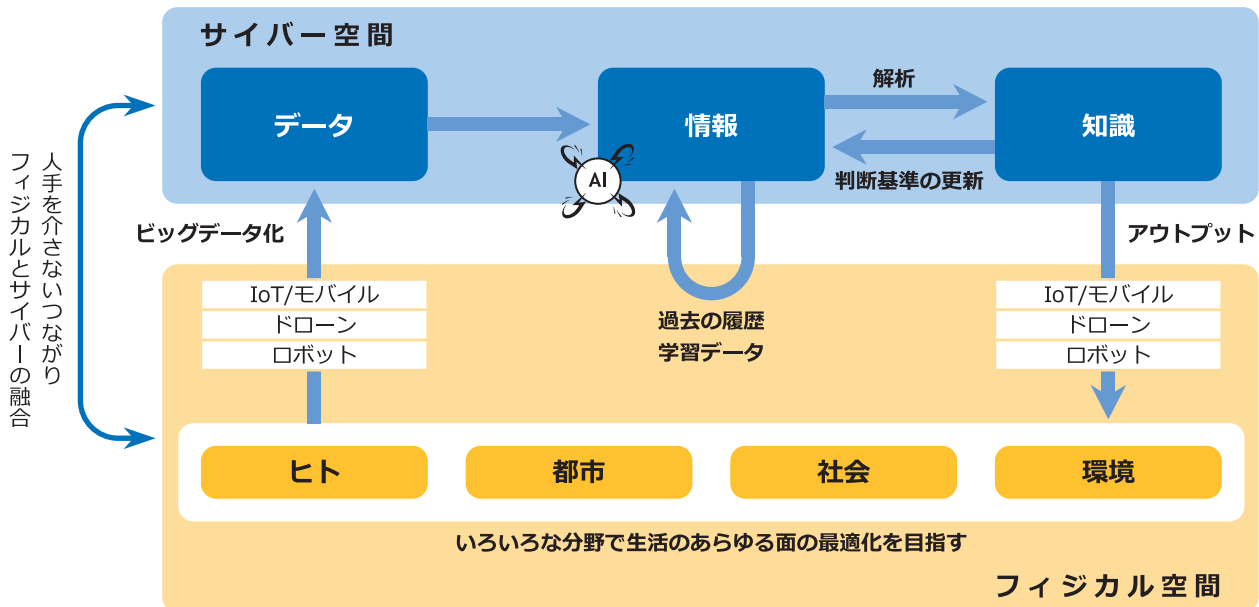 サイバー空間
データ
情報
解析
知識
AI
判断基準の更新
人手を介さないつながり
フィジカルとサイバーの融合
ビッグデータ化
アウトプット
IoT/モバイル
ドローン
ロボット
過去の履歴
学習データ
IoT/モバイル
ドローン
ロボット
ヒト
都市
社会
環境
いろいろな分野で生活のあらゆる面の最適化を目指す
フィジカル空間